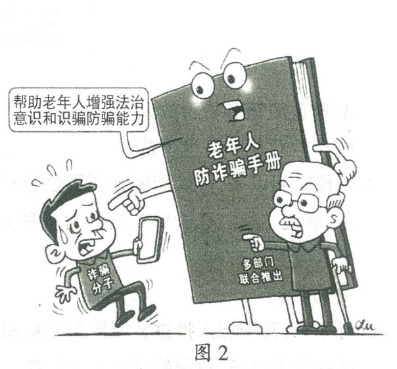 帮助老年人增强法治
意识和识骗防骗能力
老年人
防诈骗手册
诈骗
分子
多部门
联合推出
图2